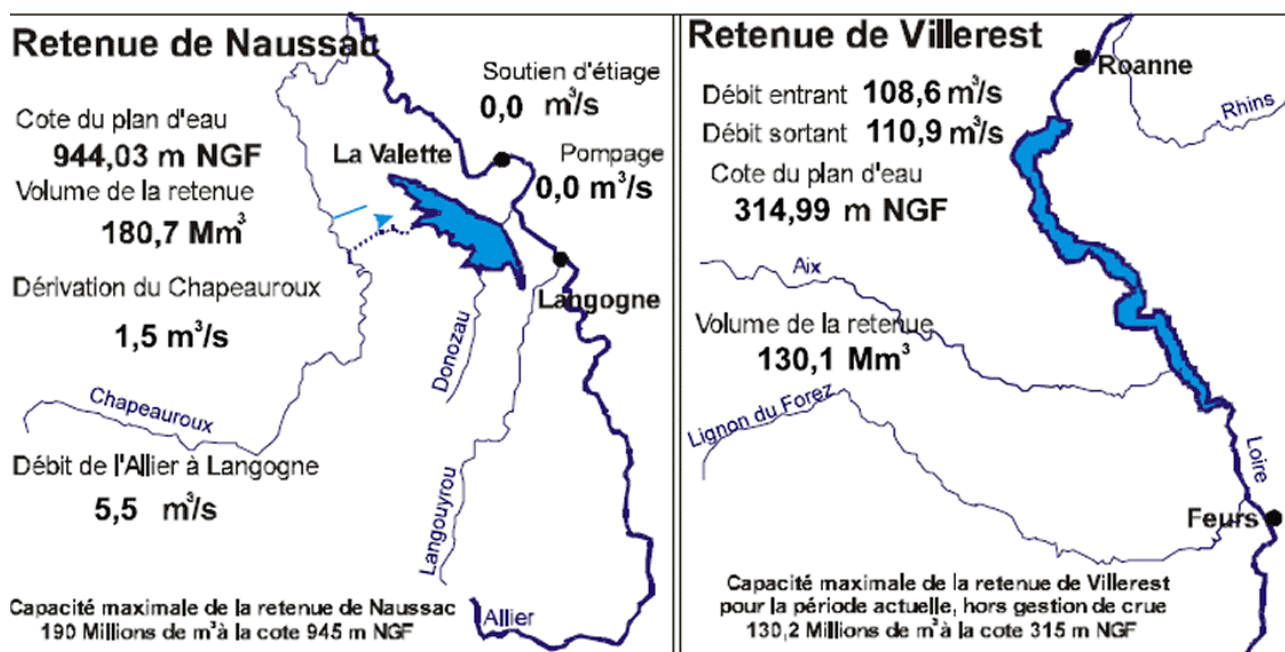 Retenue de Naussac
Soutien d'étiage
0,0 m³/s
Cote du plan d'eau
944,03 m NGF
La Valette
Pompage
0,0 m³/s
Volume de la retenue
180,7 Mm³
Dérivation du Chapeauroux
1,5 m³/s
Langogne
Donozau
Chapeauroux
Débit de l'Allier à Langogne
5,5 m³/s
Langouyrou
Allier
Capacité maximale de la retenue de Naussac
190 Millions de m³ à la cote 945 m NGF
Retenue de Villerest
Roanne
Débit entrant 108,6 m³/s
Rhins
Débit sortant 110,9 m³/s
Cote du plan d'eau
314,99 m NGF
Aix
Volume de la retenue
130,1 Mm³
Lignon du Forez
Loire
Feurs
Capacité maximale de la retenue de Villerest
pour la période actuelle, hors gestion de crue
130,2 Millions de m³ à la cote 315 m NGF